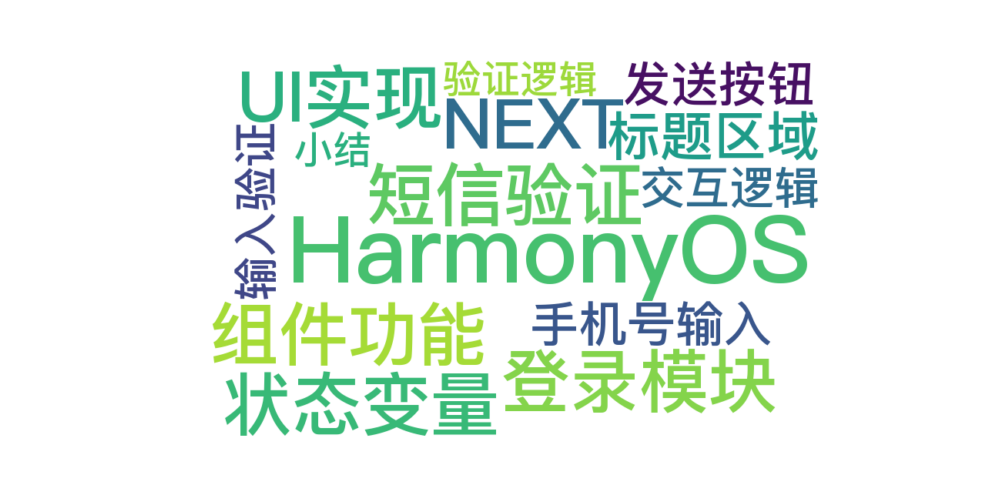 UI实现
验证逻辑
发送按钮
NEXT
标题区域
小结
输入验证
短信验证
交互逻辑
HarmonyOS
组件功能
手机号输入
状态变量
登录模块